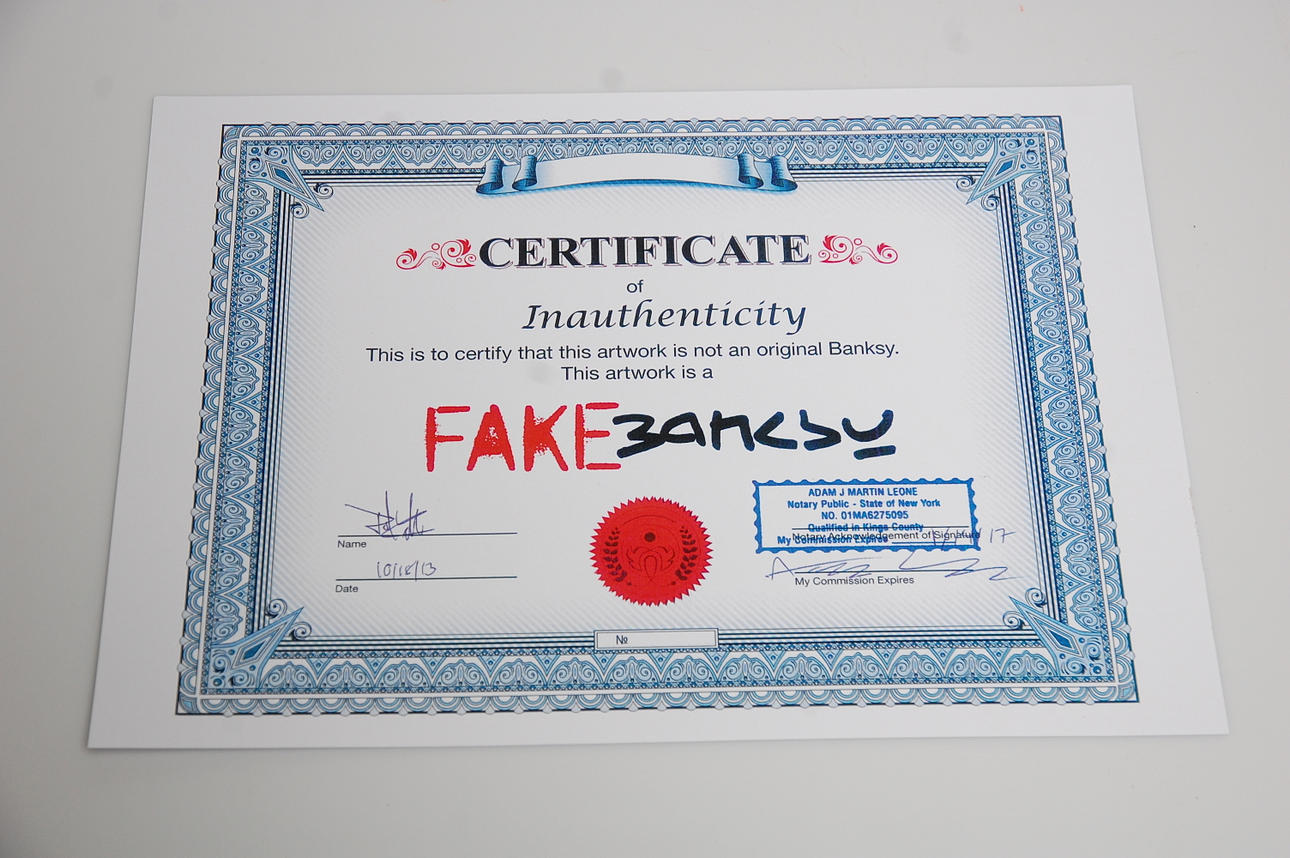 CERTIFICATE
of
Inauthenticity
This is to certify that this artwork is not an original Banksy.
This artwork is a
FAKE BANKSY
Name
10/18/13
Date
ADAM J MARTIN LEONE
Notary Public - State of New York
NO. 01MA6275095
Qualified in Kings County
My Commission Expires
Notary Acknowledgement of Signature
17
My Commission Expires
№